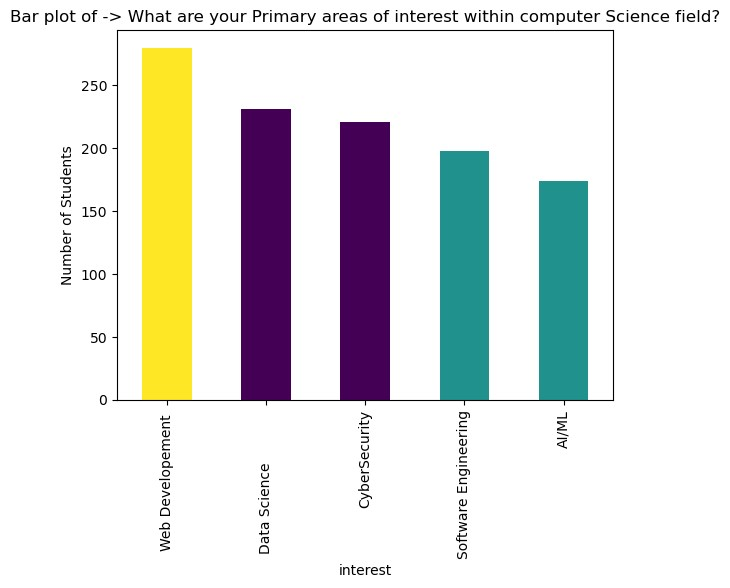 Bar plot of -> What are your Primary areas of interest within computer Science field?
Number of Students
250
200
150
100
50
0
Web Developement
Data Science
CyberSecurity
Software Engineering
AI/ML
interest